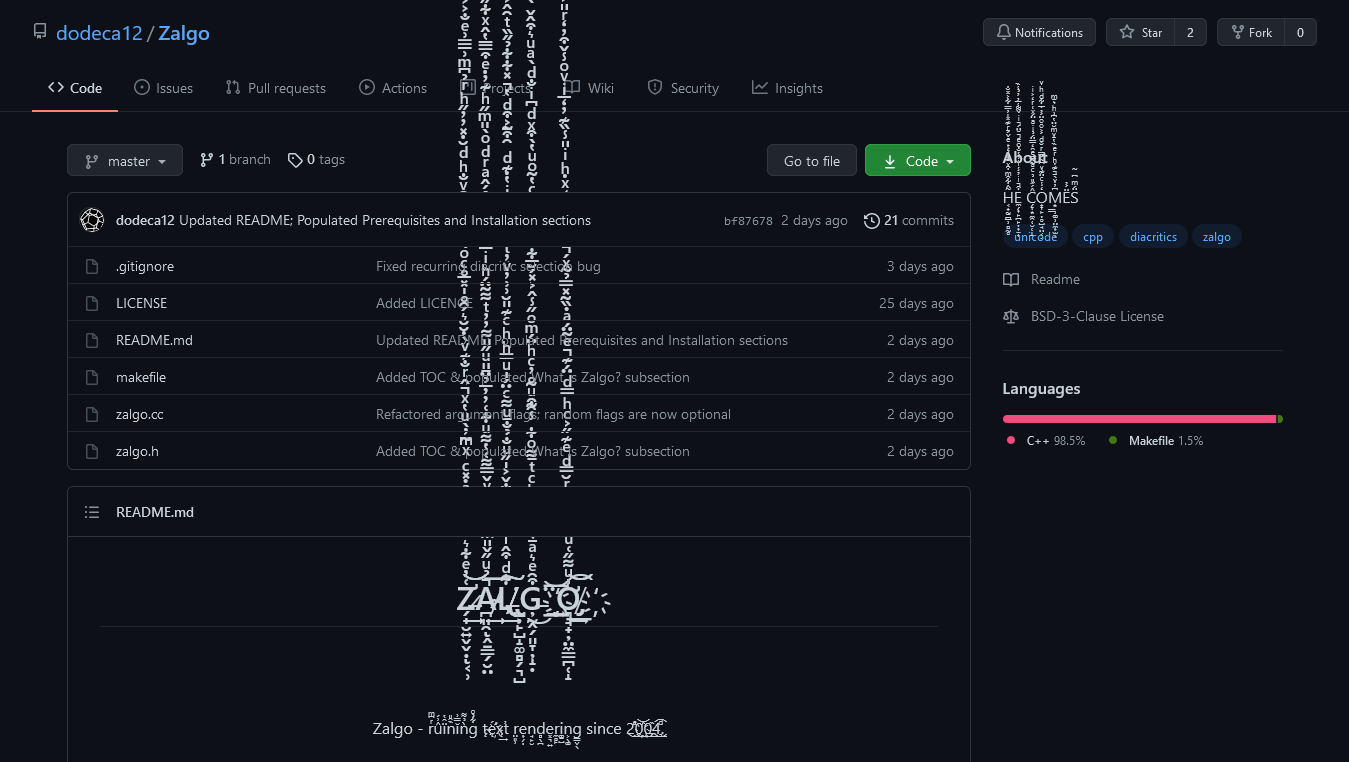 dodeca12 / Zalgo
Notifications
Star 2
Fork 0
Code Issues Pull requests Actions Projects Wiki Security Insights
master 1 branch 0 tags Go to file Code
dodeca12 Updated README; Populated Prerequisites and Installation sections bf87678 2 days ago 21 commits
.gitignore Fixed recurring diacritic selection bug 3 days ago
LICENSE Added LICENCE 25 days ago
README.md Updated README; Populated Prerequisites and Installation sections 2 days ago
makefile Added TOC & populated What is Zalgo? subsection 2 days ago
zalgo.cc Refactored argument flags; random flags are now optional 2 days ago
zalgo.h Added TOC & populated What is Zalgo? subsection 2 days ago
README.md
ZALGO
Zalgo - ruining text rendering since 2004.
About
HE COMES
unicode cpp diacritics zalgo
Readme
BSD-3-Clause License
Languages
C++ 98.5% Makefile 1.5%